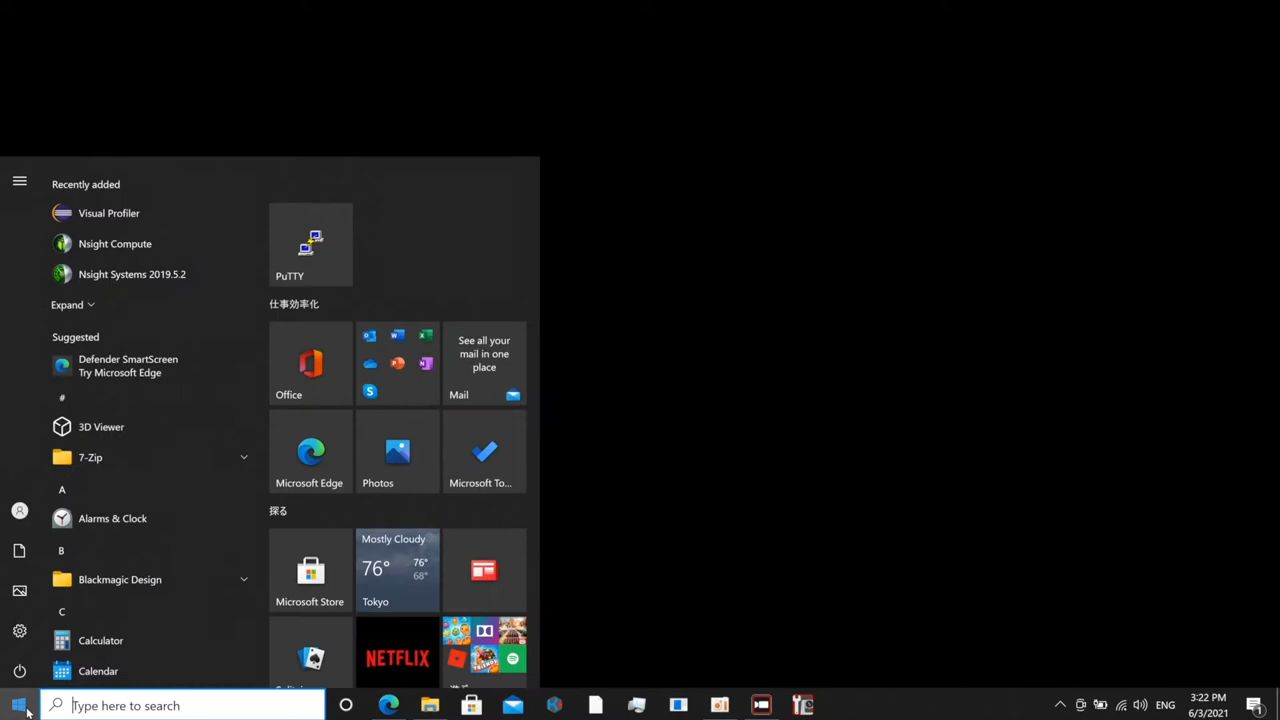 Recently added
Visual Profiler
Nsight Compute
Nsight Systems 2019.5.2
Expand
Suggested
Defender SmartScreen
Try Microsoft Edge
#
3D Viewer
7-Zip
A
Alarms & Clock
B
Blackmagic Design
C
Calculator
Calendar
PuTTY
仕事効率化
Office
See all your
mail in one
place
Mail
Microsoft Edge
Photos
Microsoft To...
探る
Microsoft Store
Mostly Cloudy
76°
76°
68°
Tokyo
NETFLIX
Type here to search
ENG
3:22 PM
6/3/2021
1